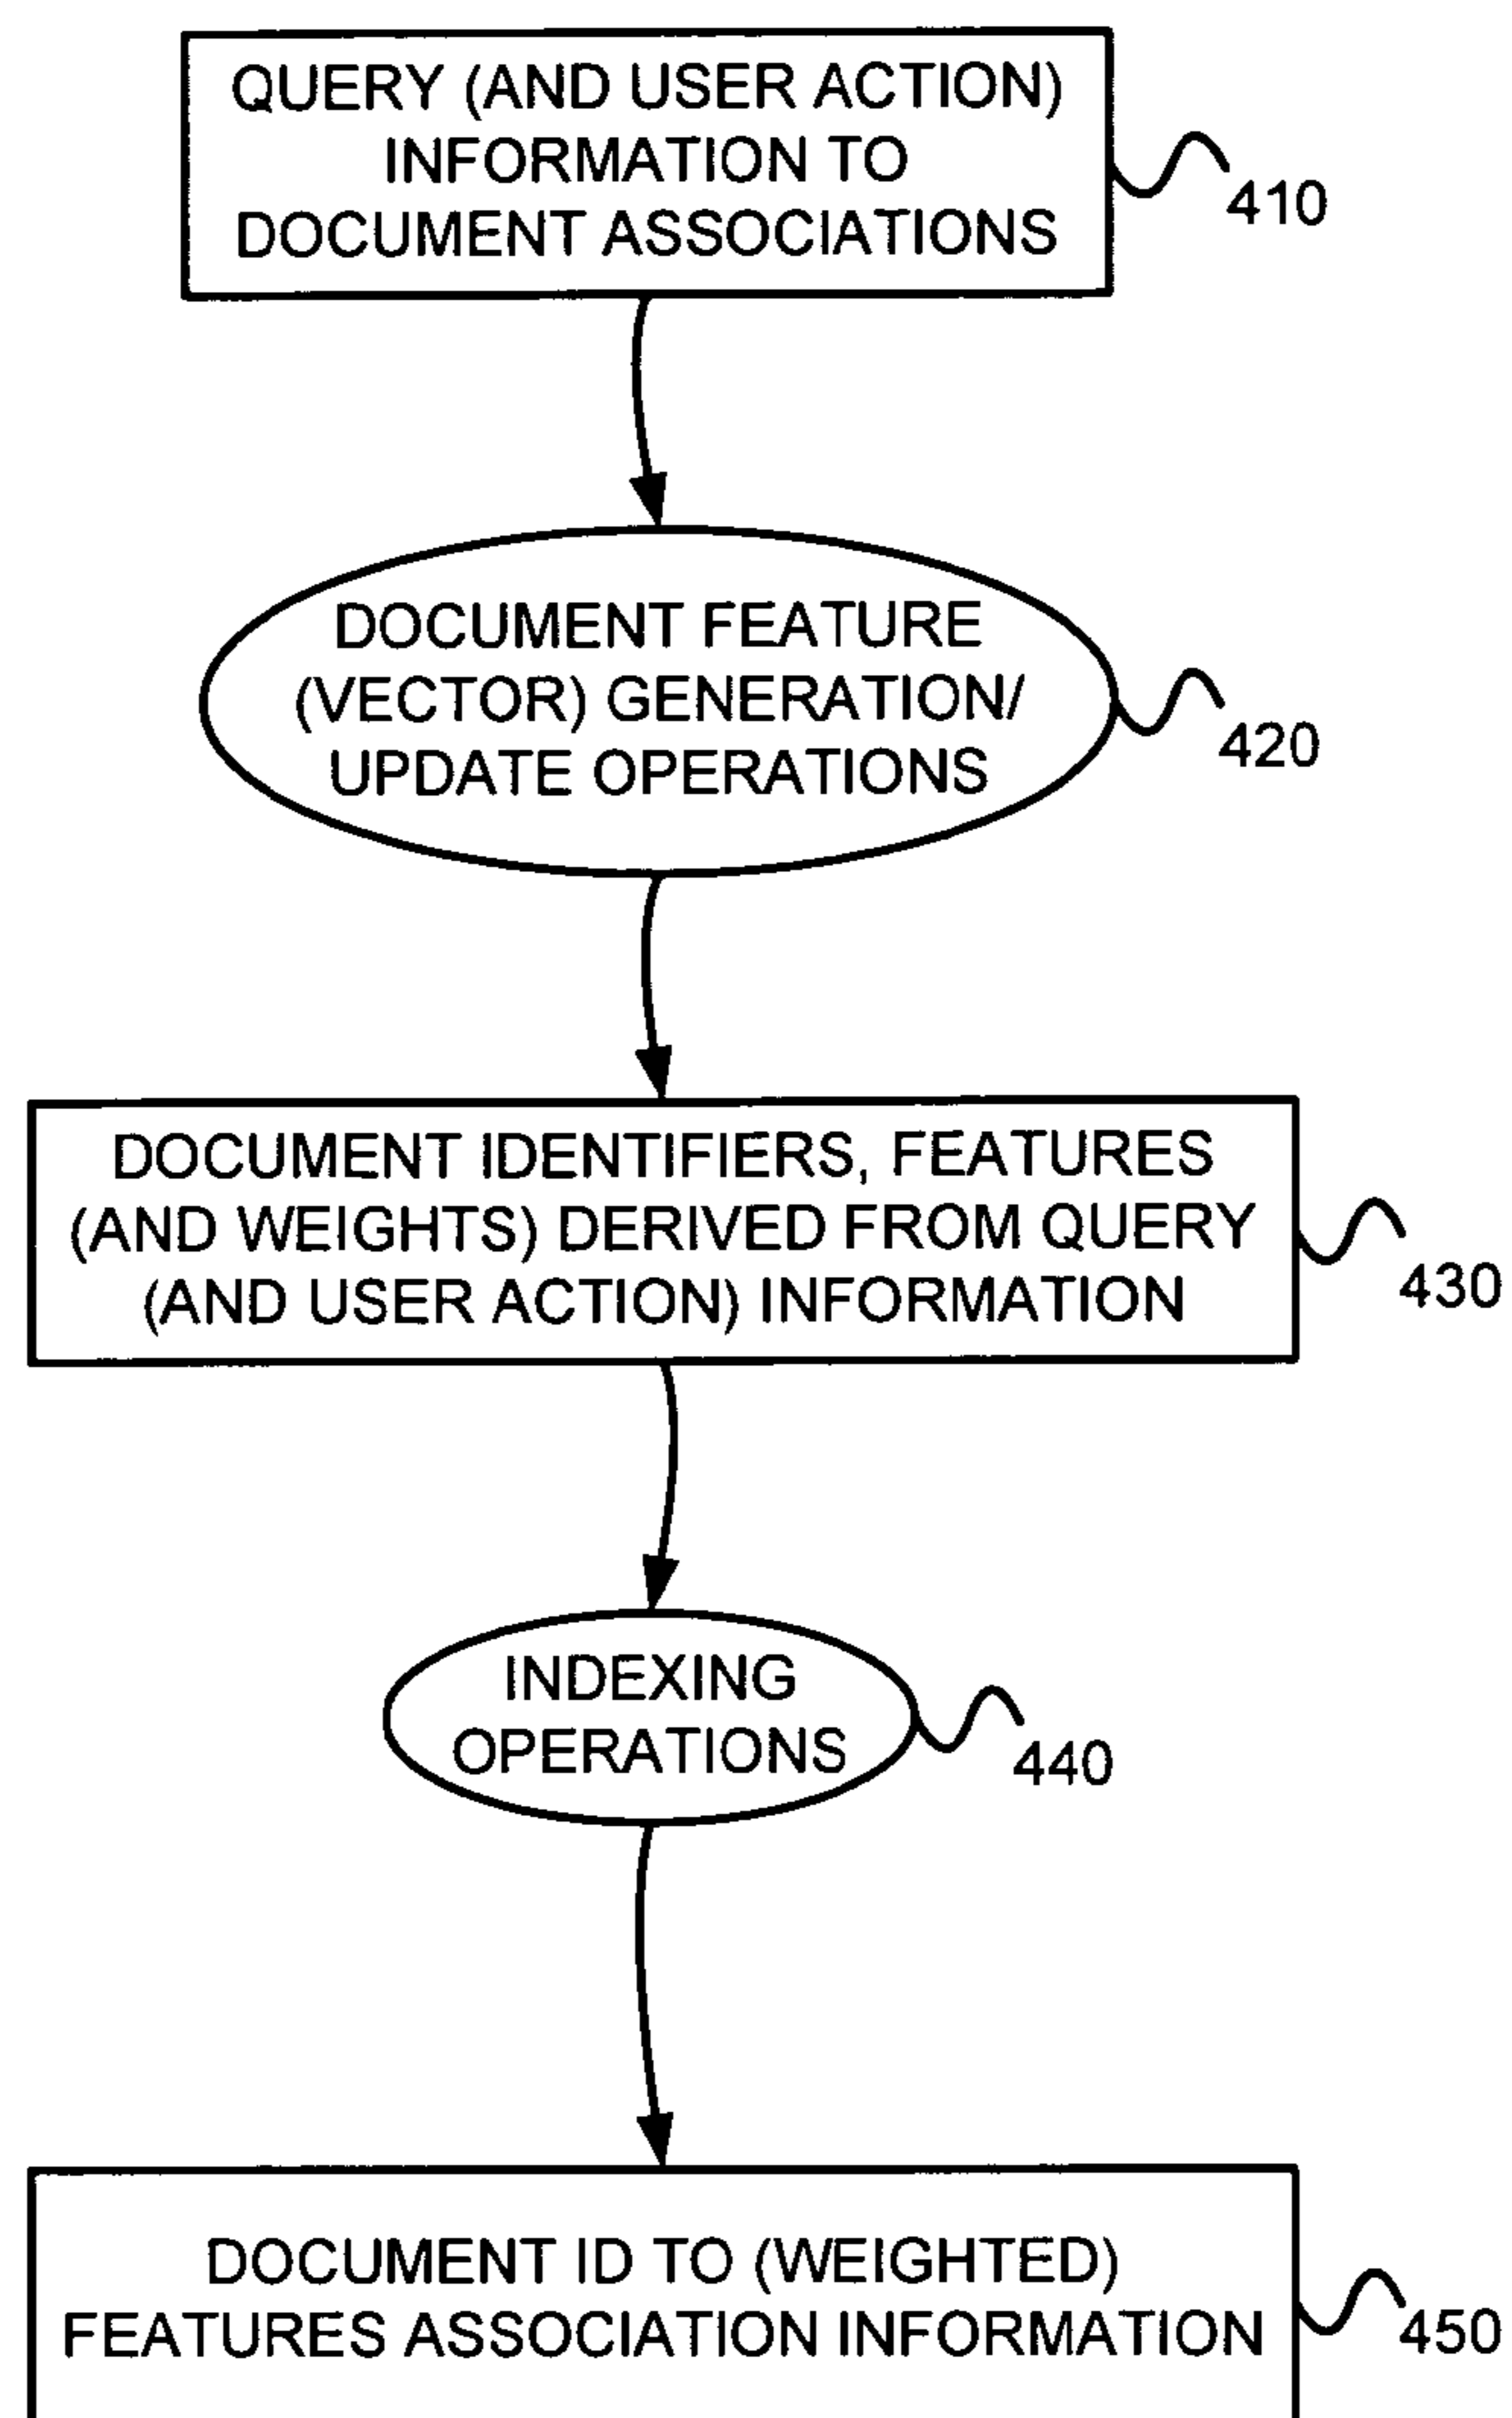 QUERY (AND USER ACTION)
INFORMATION TO
DOCUMENT ASSOCIATIONS
410
DOCUMENT FEATURE
(VECTOR) GENERATION/
UPDATE OPERATIONS
420
DOCUMENT IDENTIFIERS, FEATURES
(AND WEIGHTS) DERIVED FROM QUERY
(AND USER ACTION) INFORMATION
430
INDEXING
OPERATIONS
440
DOCUMENT ID TO (WEIGHTED)
FEATURES ASSOCIATION INFORMATION
450